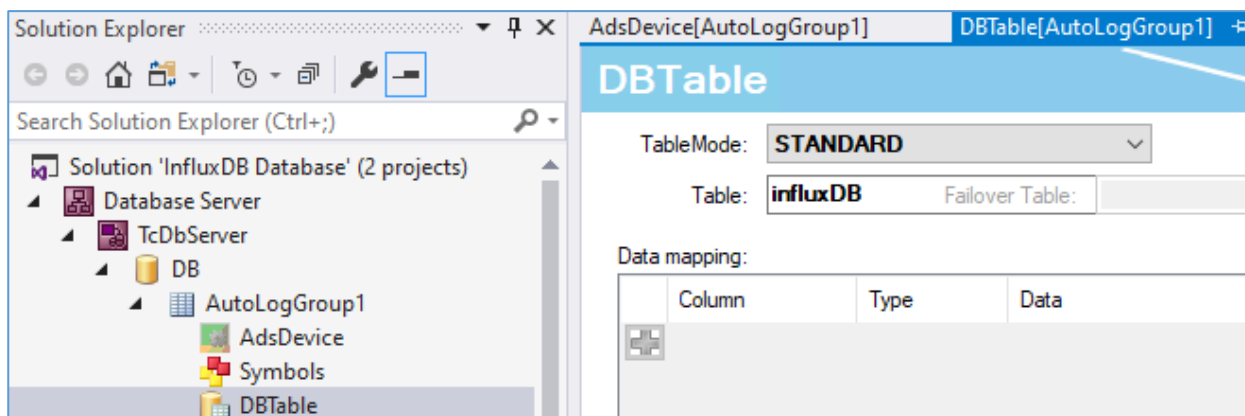 Solution Explorer
Search Solution Explorer (Ctrl+;)
Solution 'InfluxDB Database' (2 projects)
Database Server
TcDbServer
DB
AutoLogGroup1
AdsDevice
Symbols
DBTable
AdsDevice[AutoLogGroup1] DBTable[AutoLogGroup1]
DBTable
TableMode: STANDARD
Table: influxDB Failover Table:
Data mapping:
Column Type Data